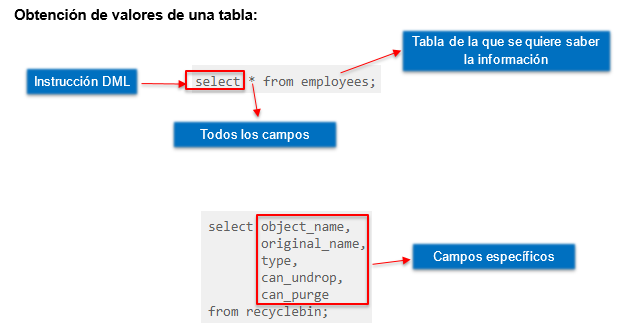 Obtención de valores de una tabla:
Tabla de la que se quiere saber
la información
Instrucción DML
select * from employees;
Todos los campos
select object_name,
original_name,
type,
can_undrop,
can_purge
from recyclebin;
Campos específicos